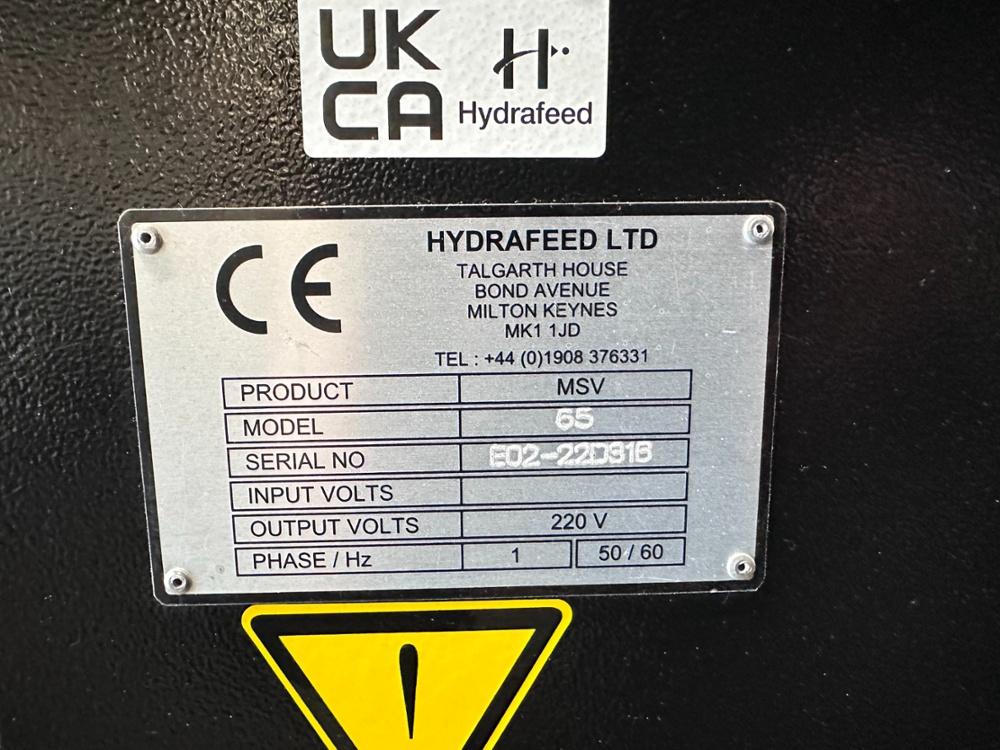 UK
CA
H
Hydrafeed
CE
HYDRAFEED LTD
TALGARTH HOUSE
BOND AVENUE
MILTON KEYNES
MK1 1JD
TEL : +44 (0)1908 376331
PRODUCT MSV
MODEL 65
SERIAL NO E02-22D316
INPUT VOLTS
OUTPUT VOLTS 220 V
PHASE / Hz 1 50 / 60
!